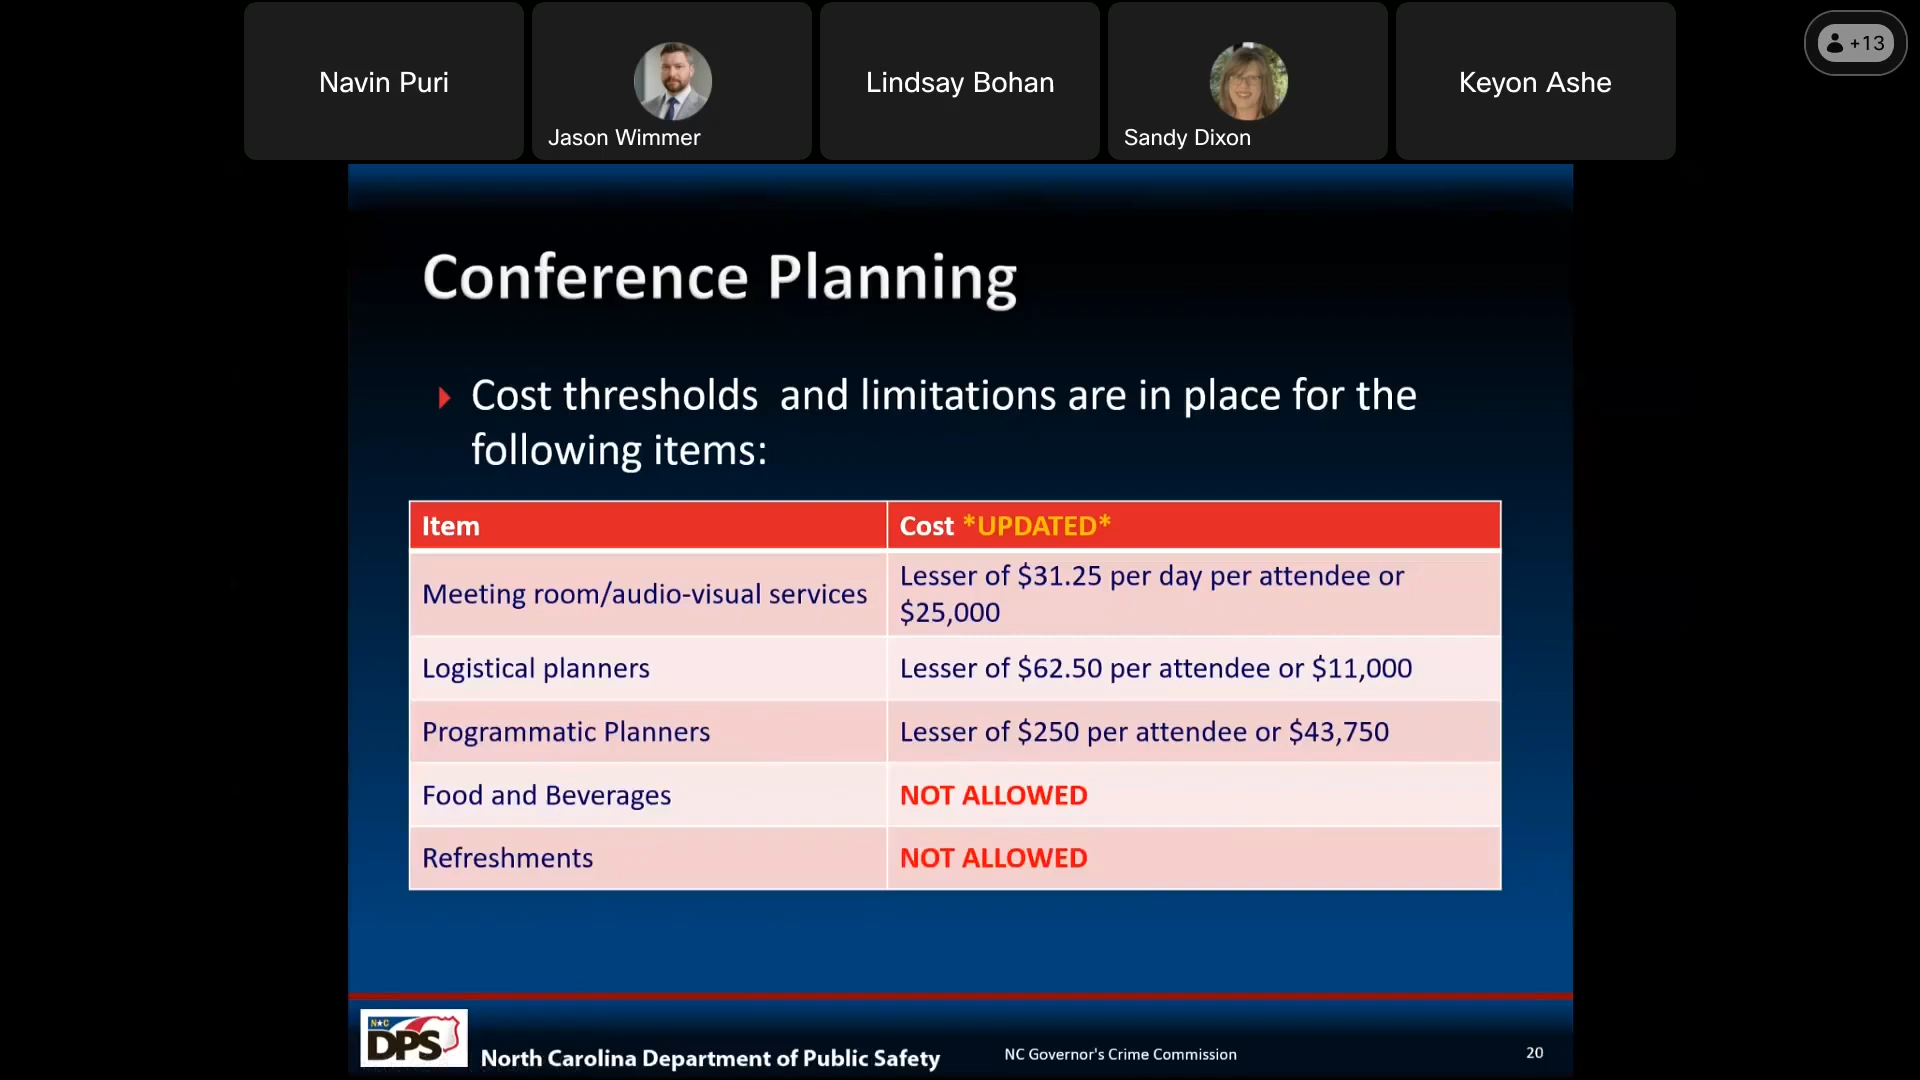 Navin Puri
Jason Wimmer
Lindsay Bohan
Sandy Dixon
Keyon Ashe
+13
Conference Planning
Cost thresholds and limitations are in place for the
following items:
Item
Cost *UPDATED*
Meeting room/audio-visual services
Lesser of $31.25 per day per attendee or
$25,000
Logistical planners
Lesser of $62.50 per attendee or $11,000
Programmatic Planners
Lesser of $250 per attendee or $43,750
Food and Beverages
NOT ALLOWED
Refreshments
NOT ALLOWED
N★C
DPS
North Carolina Department of Public Safety
NC Governor's Crime Commission
20